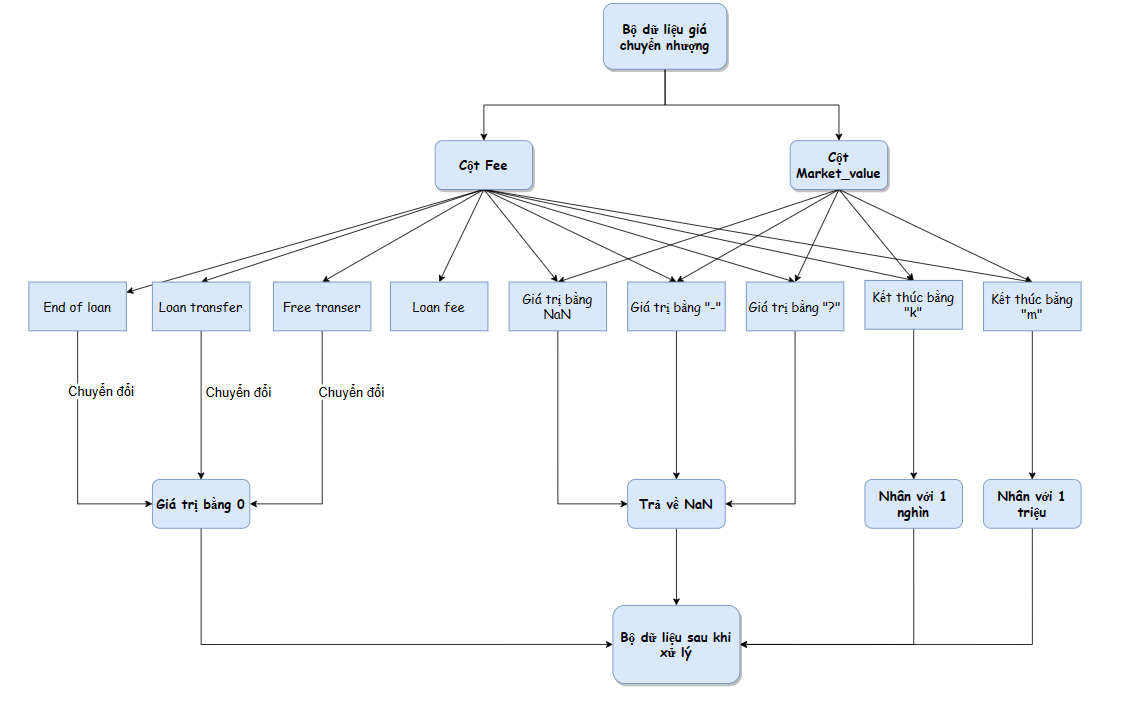 Bộ dữ liệu giá
chuyển nhượng
Cột Fee
Cột
Market_value
End of loan
Loan transfer
Free transer
Loan fee
Giá trị bằng
NaN
Giá trị bằng "-"
Giá trị bằng "?"
Kết thúc bằng
"k"
Kết thúc bằng
"m"
Chuyển đổi
Chuyển đổi
Chuyển đổi
Giá trị bằng 0
Trả về NaN
Nhân với 1
nghìn
Nhân với 1
triệu
Bộ dữ liệu sau khi
xử lý